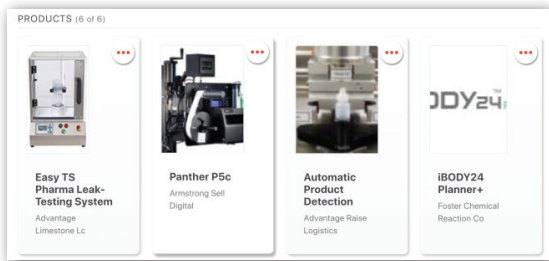 PRODUCTS (6 of 6)
Easy TS
Pharma Leak-
Testing System
Advantage
Limestone Lc
Panther P5c
Armstrong Sell
Digital
Automatic
Product
Detection
Advantage Raise
Logistics
DDY24
iBODY24
Planner+
Foster Chemical
Reaction Co